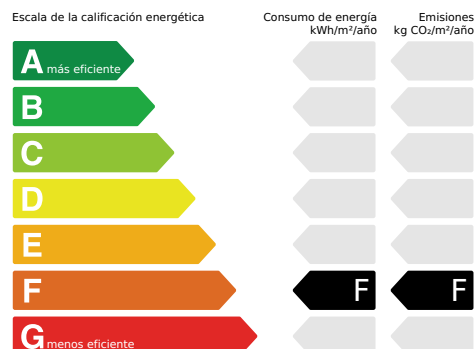 Escala de la calificación energética
Consumo de energía
kWh/m²/año
Emisiones
kg CO₂/m²/año
A más eficiente
B
C
D
E
F F F
G menos eficiente